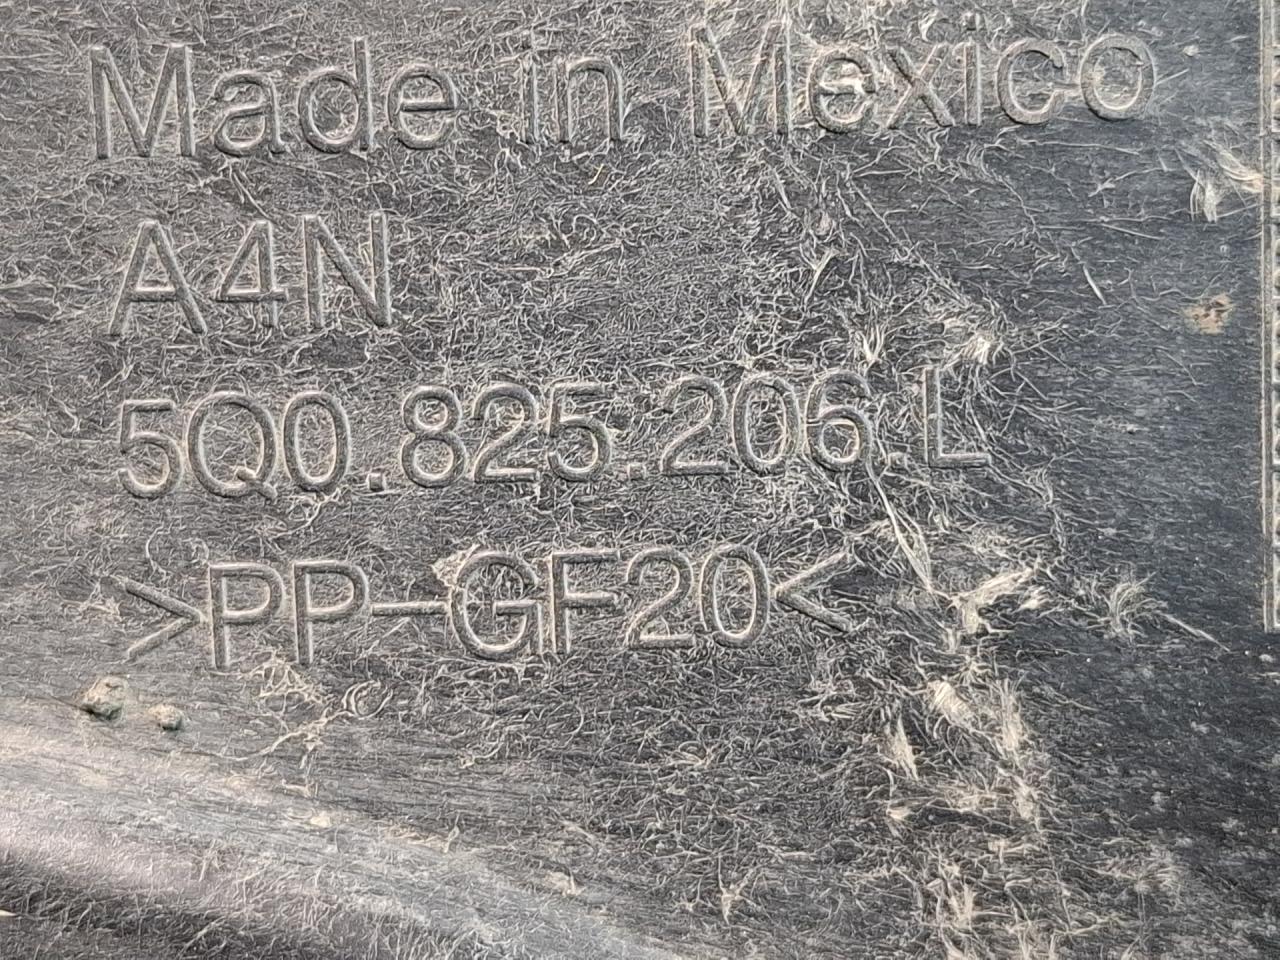 Made in Mexico
A4N
5Q0.825.206.L
>PP-GF20<